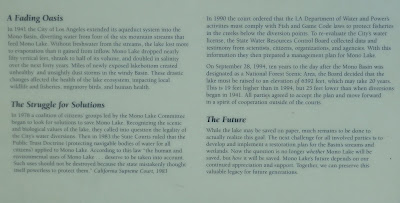 A Fading Oasis
In 1941 the City of Los Angeles extended its aqueduct system into the
Mono Basin, diverting water from four of the six mountain streams that
feed Mono Lake. Without freshwater from the streams, the lake lost more
to evaporation than it gained from inflow. Mono Lake dropped nearly
fifty vertical feet, shrank to half of its volume, and doubled in salinity
over the next forty years. Miles of newly exposed lakebottom created
unhealthy and unsightly dust storms in the windy Basin. These drastic
changes affected the health of the lake ecosystem, impacting local
wildlife and fisheries, migratory birds, and human health.
The Struggle for Solutions
In 1978 a coalition of citizens' groups led by the Mono Lake Committee
began to look for solutions to save Mono Lake. Recognizing the scenic
and biological values of the lake, they called into question the legality of
the City's water diversions. Then in 1983 the State Courts ruled that the
Public Trust Doctrine (protecting navigable bodies of water for all
citizens) applied to Mono Lake. According to this law "the human and
environmental uses of Mono Lake deserve to be taken into account.
Such uses should not be destroyed because the state mistakenly thought
itself powerless to protect them." California Supreme Court, 1983
In 1990 the court ordered that the LA Department of Water and Power's
activities must comply with Fish and Game Code laws to protect fisheries
in the creeks below the diversion points. To re-evaluate the City's water
license, the State Water Resources Control Board collected data and
testimony from scientists, citizens, organizations, and agencies. With this
information they then prepared a management plan for Mono Lake.
On September 28, 1994, ten years to the day after the Mono Basin was
designated as a National Forest Scenic Area, the Board decided that the
lake must be raised to an elevation of 6392 feet, which may take 20 years.
This is 19 feet higher than in 1994, but 25 feet lower than when diversions
began in 1941. All parties agreed to accept the plan and move forward
in a spirit of cooperation outside of the courts.
The Future
While the lake may be saved on paper, much remains to be done to
actually realize this goal. The next challenge for all involved parties is to
develop and implement a restoration plan for the Basin's streams and
wetlands. Now the question is no longer whether Mono Lake will be
saved, but how it will be saved. Mono Lake's future depends on our
continued appreciation and support. Together, we can preserve this
valuable legacy for future generations.